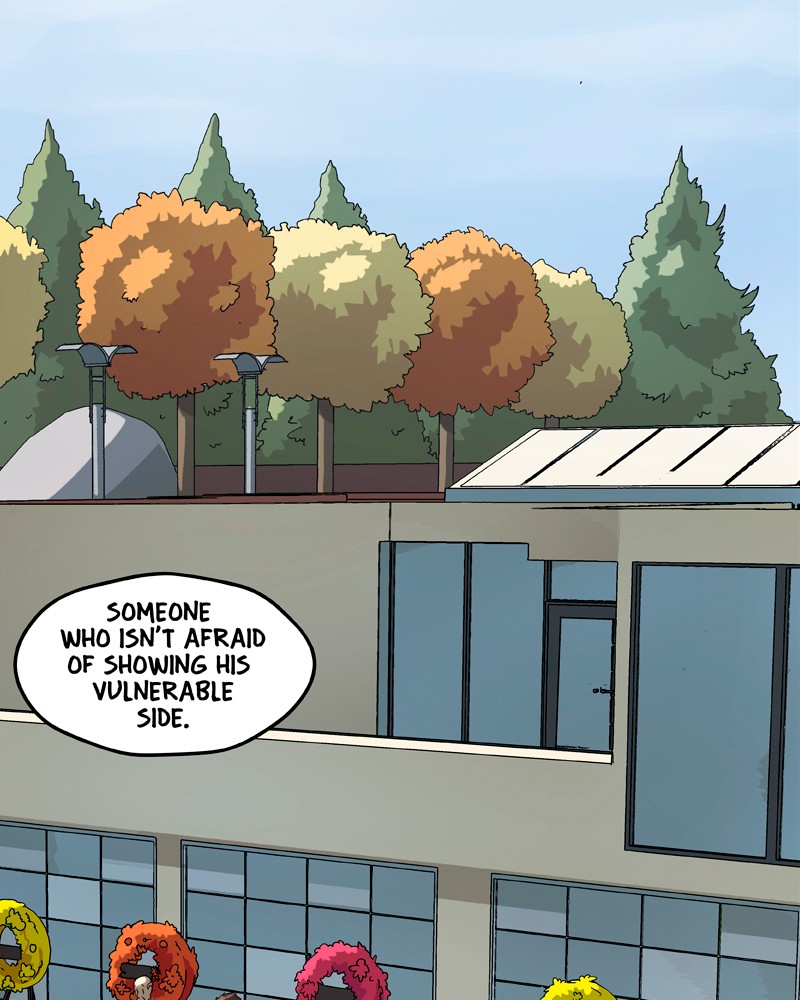 SOMEONE
WHO ISN'T AFRAID
OF SHOWING HIS
VULNERABLE
SIDE.